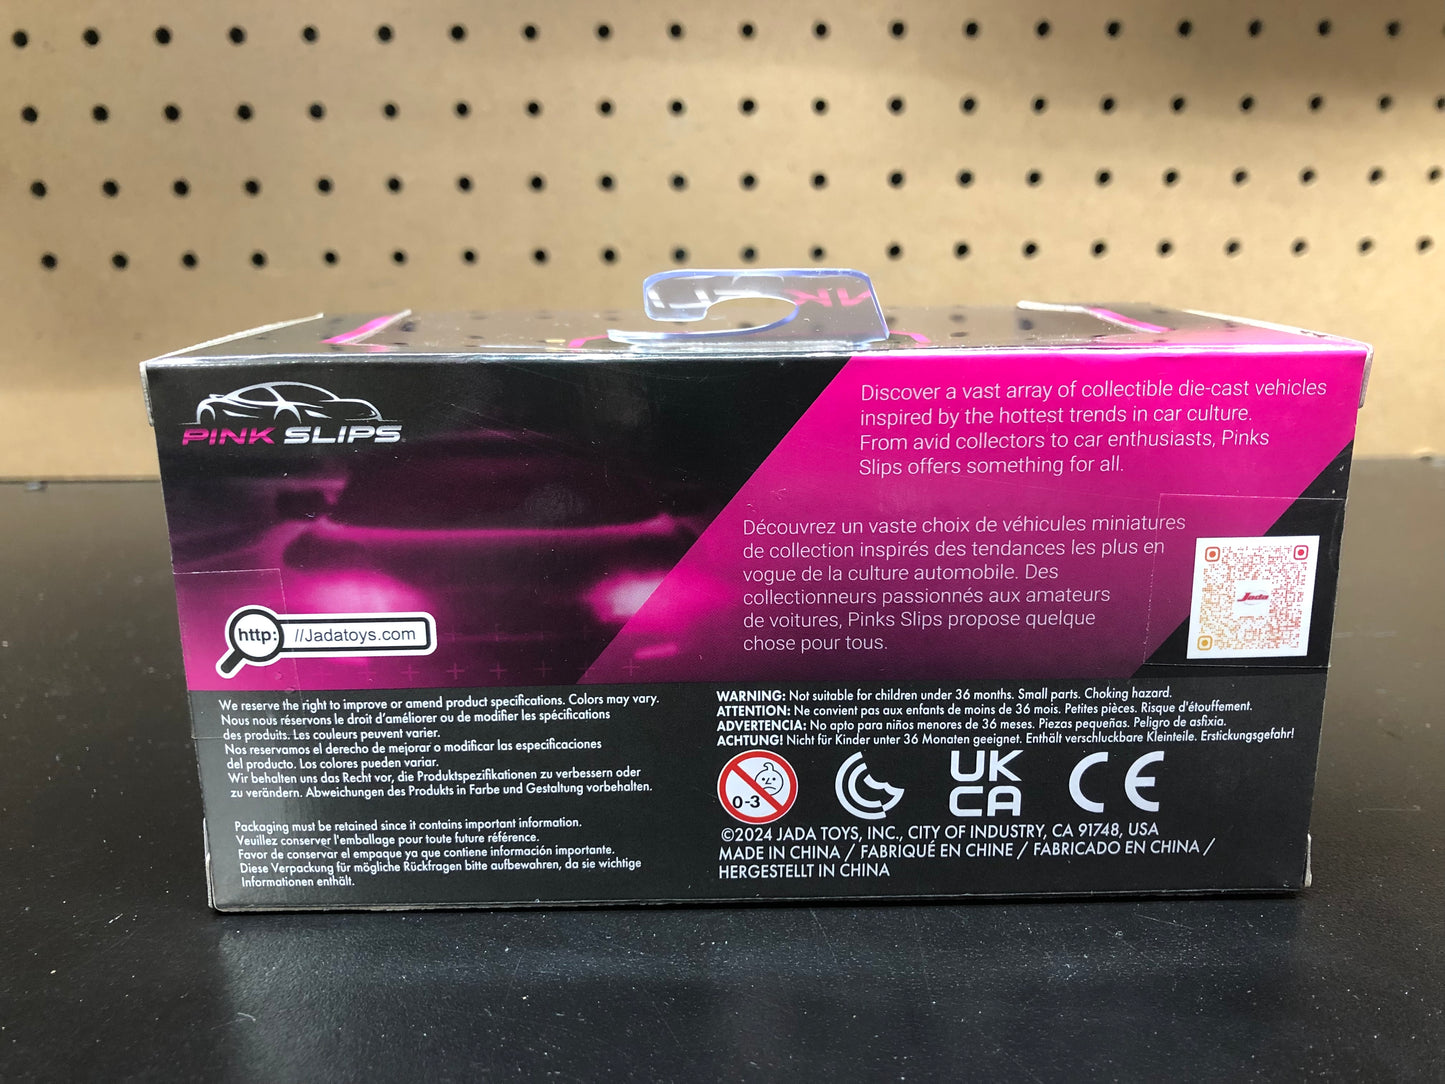 PINK SLIPS
Discover a vast array of collectible die-cast vehicles
inspired by the hottest trends in car culture.
From avid collectors to car enthusiasts, Pinks
Slips offers something for all.
Découvrez un vaste choix de véhicules miniatures
de collection inspirés des tendances les plus en
vogue de la culture automobile. Des
collectionneurs passionnés aux amateurs
de voitures, Pinks Slips propose quelque
chose pour tous.
Jada
http: //Jadatoys.com
We reserve the right to improve or amend product specifications. Colors may vary.
Nous nous réservons le droit d'améliorer ou de modifier les spécifications
des produits. Les couleurs peuvent varier.
Nos reservamos el derecho de mejorar o modificar las especificaciones
del producto. Los colores pueden variar.
Wir behalten uns das Recht vor, die Produktspezifikationen zu verbessern oder
zu verändern. Abweichungen des Produkts in Farbe und Gestaltung vorbehalten.
Packaging must be retained since it contains important information.
Veuillez conserver l'emballage pour toute future référence.
Favor de conservar el empaque ya que contiene información importante.
Diese Verpackung für mögliche Rückfragen bitte aufbewahren, da sie wichtige
Informationen enthält.
WARNING: Not suitable for children under 36 months. Small parts. Choking hazard.
ATTENTION: Ne convient pas aux enfants de moins de 36 mois. Petites pièces. Risque d'étouffement.
ADVERTENCIA: No apto para niños menores de 36 meses. Piezas pequeñas. Peligro de asfixia.
ACHTUNG! Nicht für Kinder unter 36 Monaten geeignet. Enthält verschluckbare Kleinteile. Erstickungsgefahr!
0-3
UK
CA
CE
©2024 JADA TOYS, INC., CITY OF INDUSTRY, CA 91748, USA
MADE IN CHINA / FABRIQUÉ EN CHINE / FABRICADO EN CHINA /
HERGESTELLT IN CHINA